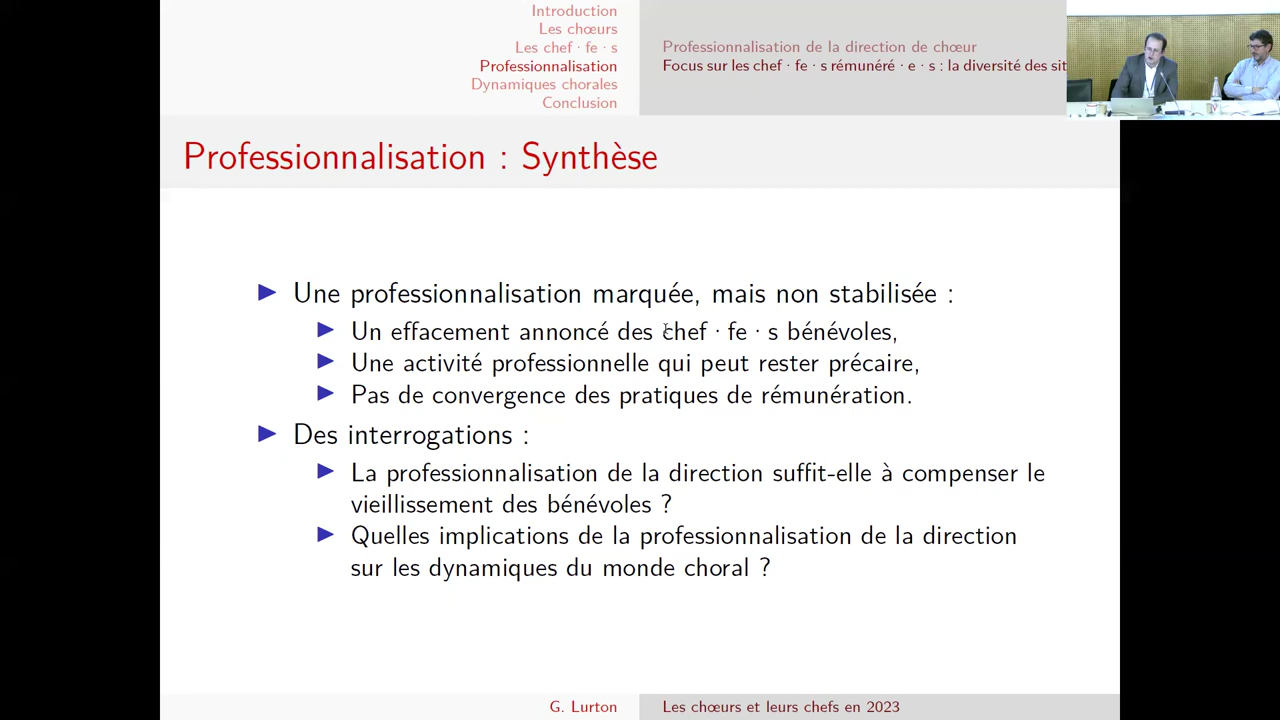 Introduction
Les chœurs
Les chef · fe · s
Professionnalisation
Dynamiques chorales
Conclusion
Professionnalisation de la direction de chœur
Focus sur les chef · fe · s rémunéré · e · s : la diversité des sit
Professionnalisation : Synthèse
Une professionnalisation marquée, mais non stabilisée :
Un effacement annoncé des chef · fe · s bénévoles,
Une activité professionnelle qui peut rester précaire,
Pas de convergence des pratiques de rémunération.
Des interrogations :
La professionnalisation de la direction suffit-elle à compenser le
vieillissement des bénévoles ?
Quelles implications de la professionnalisation de la direction
sur les dynamiques du monde choral ?
G. Lurton
Les chœurs et leurs chefs en 2023